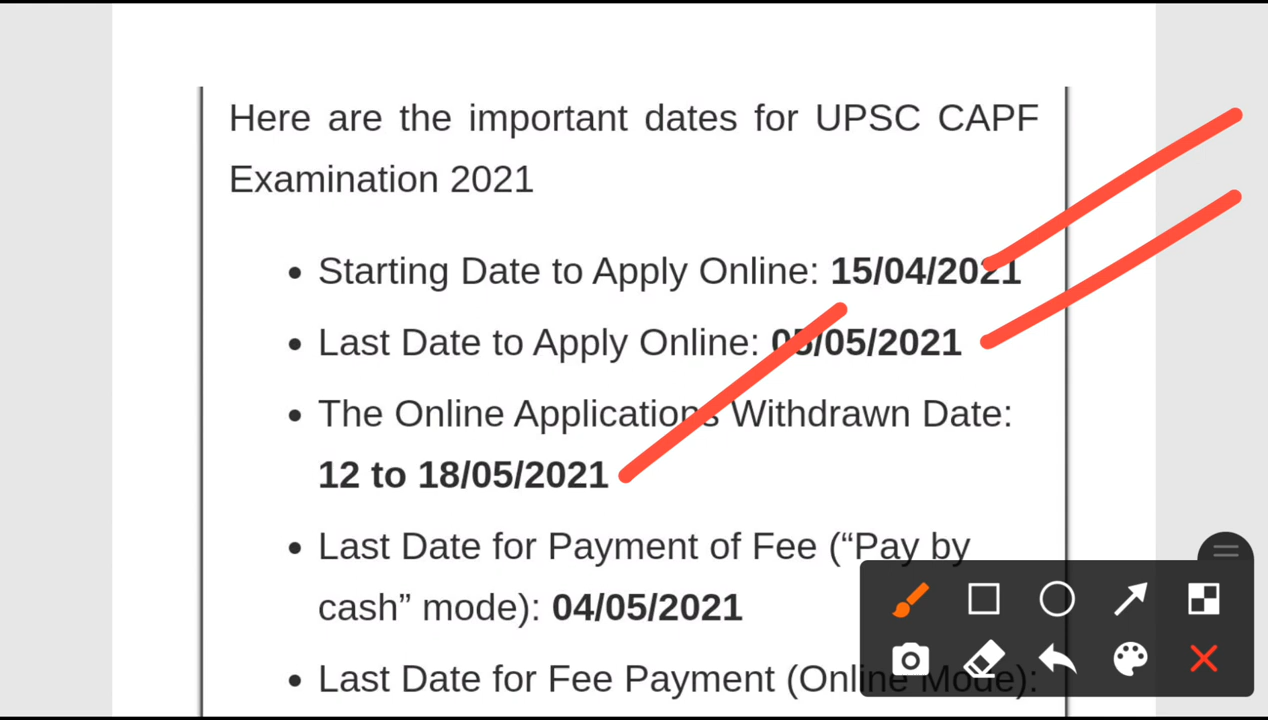 Here are the important dates for UPSC CAPF
Examination 2021
Starting Date to Apply Online: 15/04/2021
Last Date to Apply Online: 05/05/2021
The Online Applications Withdrawn Date:
12 to 18/05/2021
Last Date for Payment of Fee (“Pay by
cash” mode): 04/05/2021
Last Date for Fee Payment (Online Mode):